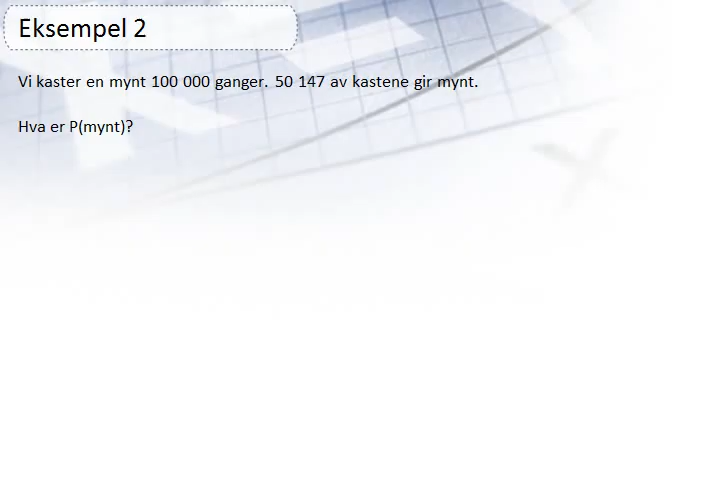 Eksempel 2
Vi kaster en mynt 100 000 ganger. 50 147 av kastene gir mynt.
Hva er P(mynt)?